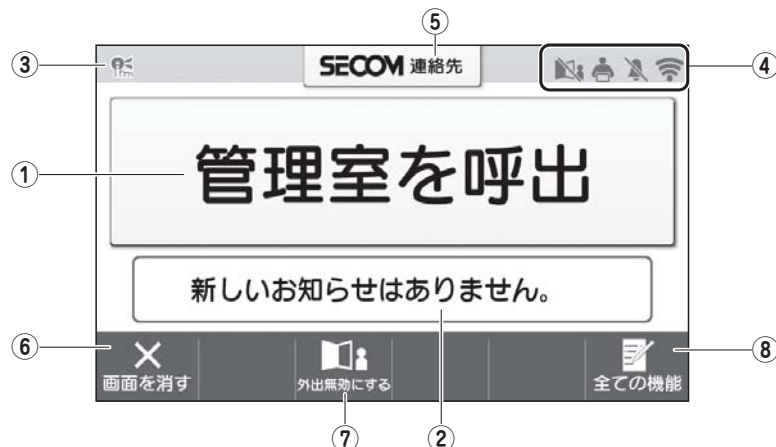 ⑤
③ SECOM 連絡先 ④
① 管理室を呼出
新しいお知らせはありません。
⑥ 画面を消す 外出無効にする 全ての機能 ⑧
⑦ ②